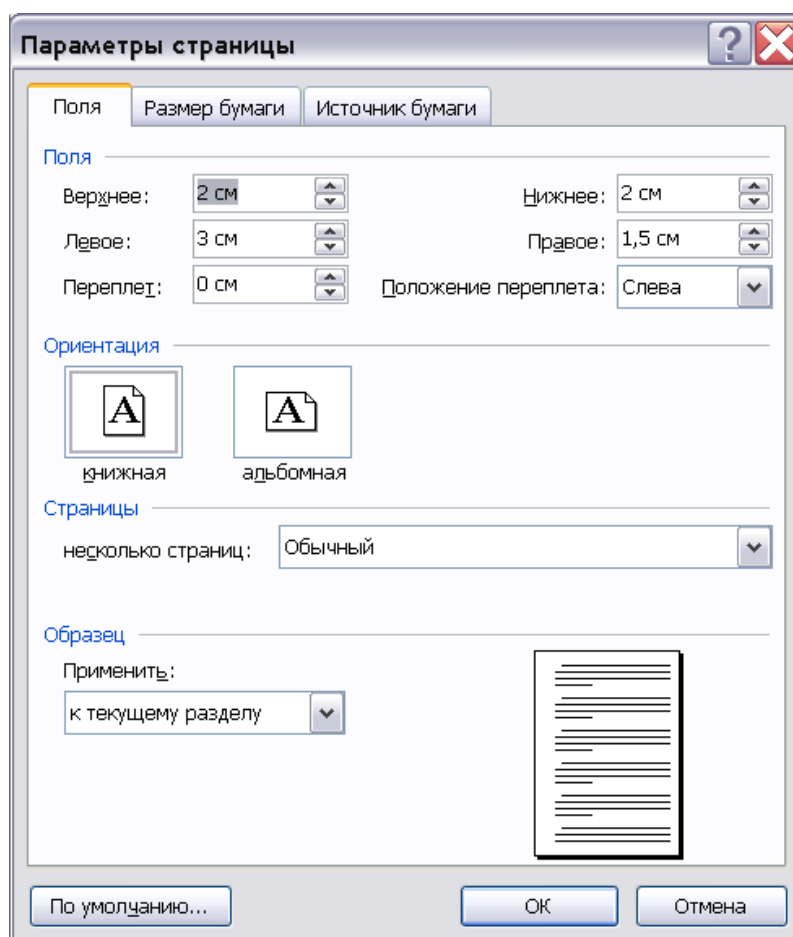 Параметры страницы
Поля Размер бумаги Источник бумаги
Поля
Верхнее: 2 см Нижнее: 2 см
Левое: 3 см Правое: 1,5 см
Переплет: 0 см Положение переплета: Слева
Ориентация
A A
книжная альбомная
Страницы
несколько страниц: Обычный
Образец
Применить:
к текущему разделу
По умолчанию... ОК Отмена